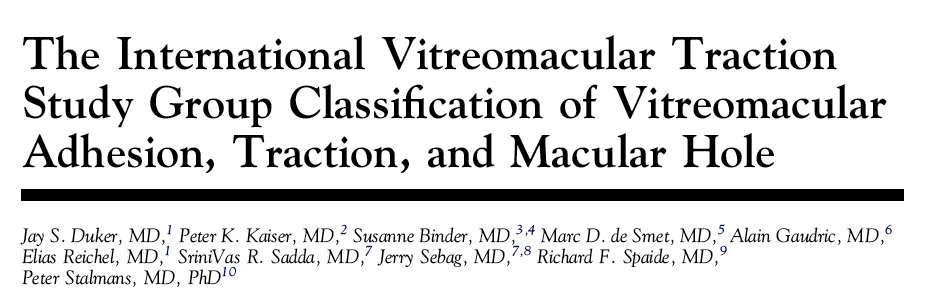 The International Vitreomacular Traction
Study Group Classification of Vitreomacular
Adhesion, Traction, and Macular Hole
Jay S. Duker, MD,1 Peter K. Kaiser, MD,2 Susanne Binder, MD,3,4 Marc D. de Smet, MD,5 Alain Gaudric, MD,6
Elias Reichel, MD,1 SriniVas R. Sadda, MD,7 Jerry Sebag, MD,7,8 Richard F. Spaide, MD,9
Peter Stalmans, MD, PhD10